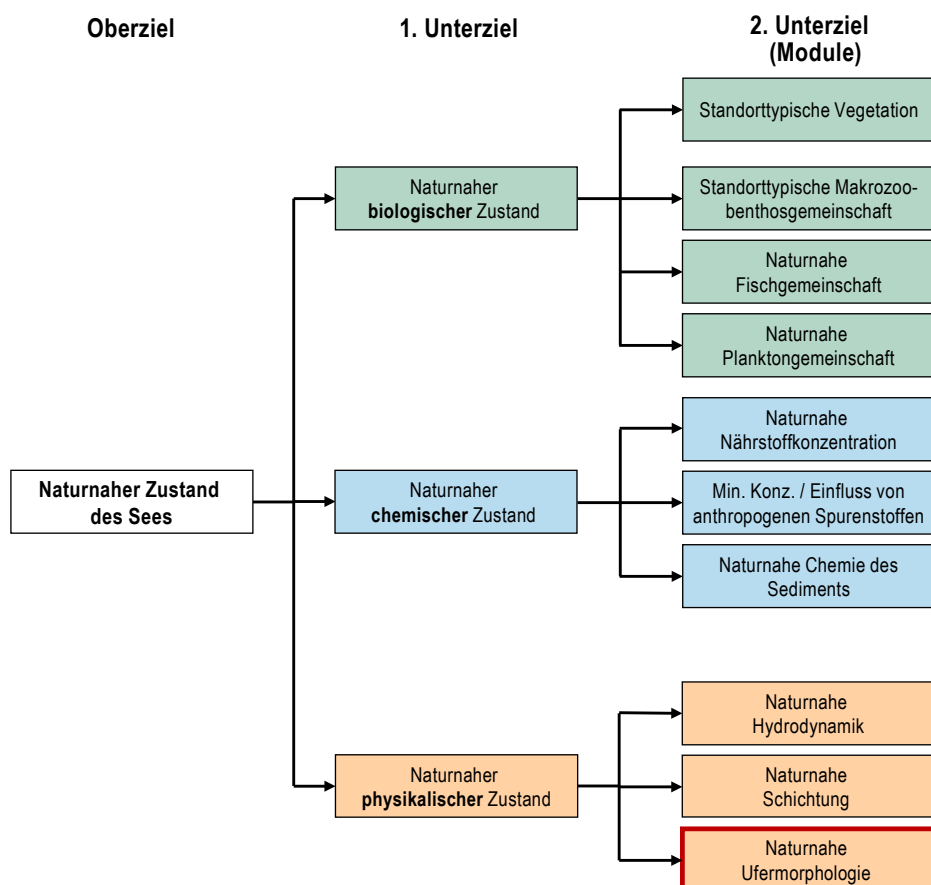 Oberziel
1. Unterziel
2. Unterziel
(Module)
Standorttypische Vegetation
Naturnaher
biologischer Zustand
Standorttypische Makrozoo-
benthosgemeinschaft
Naturnahe
Fischgemeinschaft
Naturnahe
Planktongemeinschaft
Naturnaher Zustand
des Sees
Naturnaher
chemischer Zustand
Naturnahe
Nährstoffkonzentration
Min. Konz. / Einfluss von
anthropogenen Spurenstoffen
Naturnahe Chemie des
Sediments
Naturnaher
physikalischer Zustand
Naturnahe
Hydrodynamik
Naturnahe
Schichtung
Naturnahe
Ufermorphologie